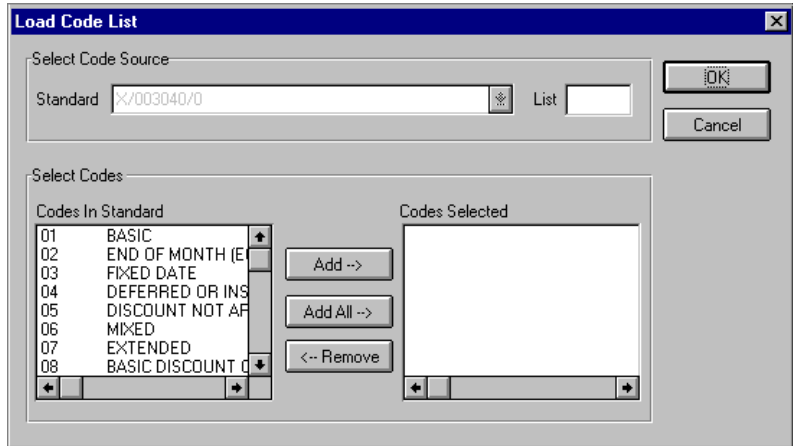 Load Code List
Select Code Source
Standard X/003040/0 List
OK
Cancel
Select Codes
Codes In Standard
Codes Selected
01 BASIC
02 END OF MONTH (E
03 FIXED DATE
04 DEFERRED OR INS
05 DISCOUNT NOT AP
06 MIXED
07 EXTENDED
08 BASIC DISCOUNT O
Add -->
Add All -->
<-- Remove